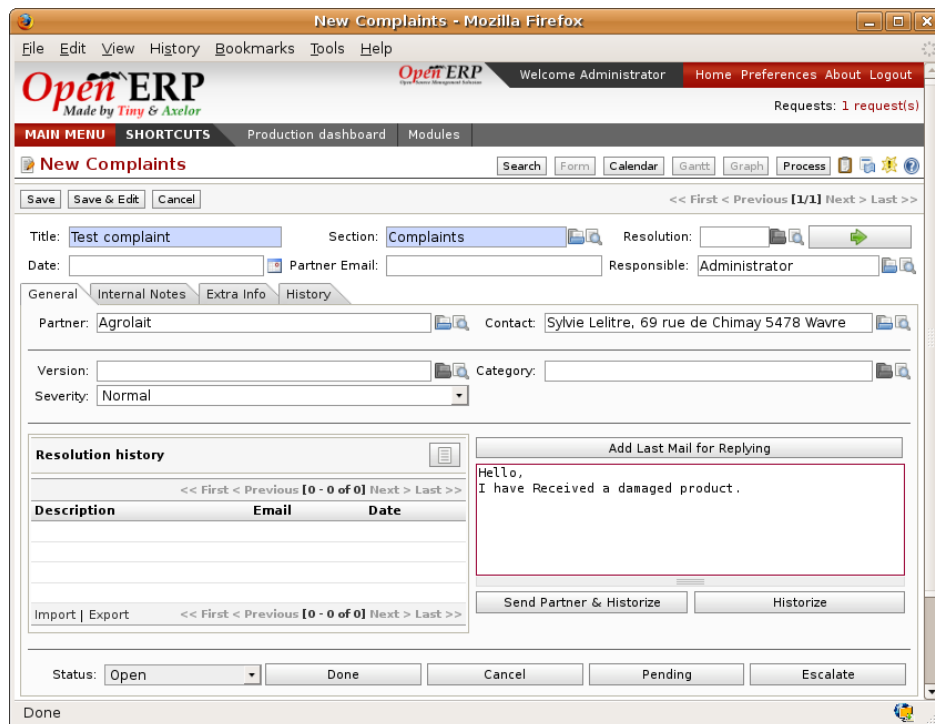 New Complaints - Mozilla Firefox
File Edit View History Bookmarks Tools Help
Open ERP
Made by Tiny & Axelor
Open ERP
Welcome Administrator
Home Preferences About Logout
Requests: 1 request(s)
MAIN MENU SHORTCUTS Production dashboard Modules
New Complaints
Search Form Calendar Gantt Graph Process
Save Save & Edit Cancel
<< First < Previous [1/1] Next > Last >>
Title: Test complaint Section: Complaints Resolution:
Date: Partner Email: Responsible: Administrator
General Internal Notes Extra Info History
Partner: Agrolait Contact: Sylvie Lelitre, 69 rue de Chimay 5478 Wavre
Version: Category:
Severity: Normal
Resolution history
<< First < Previous [0 - 0 of 0] Next > Last >>
Description Email Date
Import | Export << First < Previous [0 - 0 of 0] Next > Last >>
Add Last Mail for Replying
Hello,
I have Received a damaged product.
Send Partner & Historize Historize
Status: Open Done Cancel Pending Escalate
Done